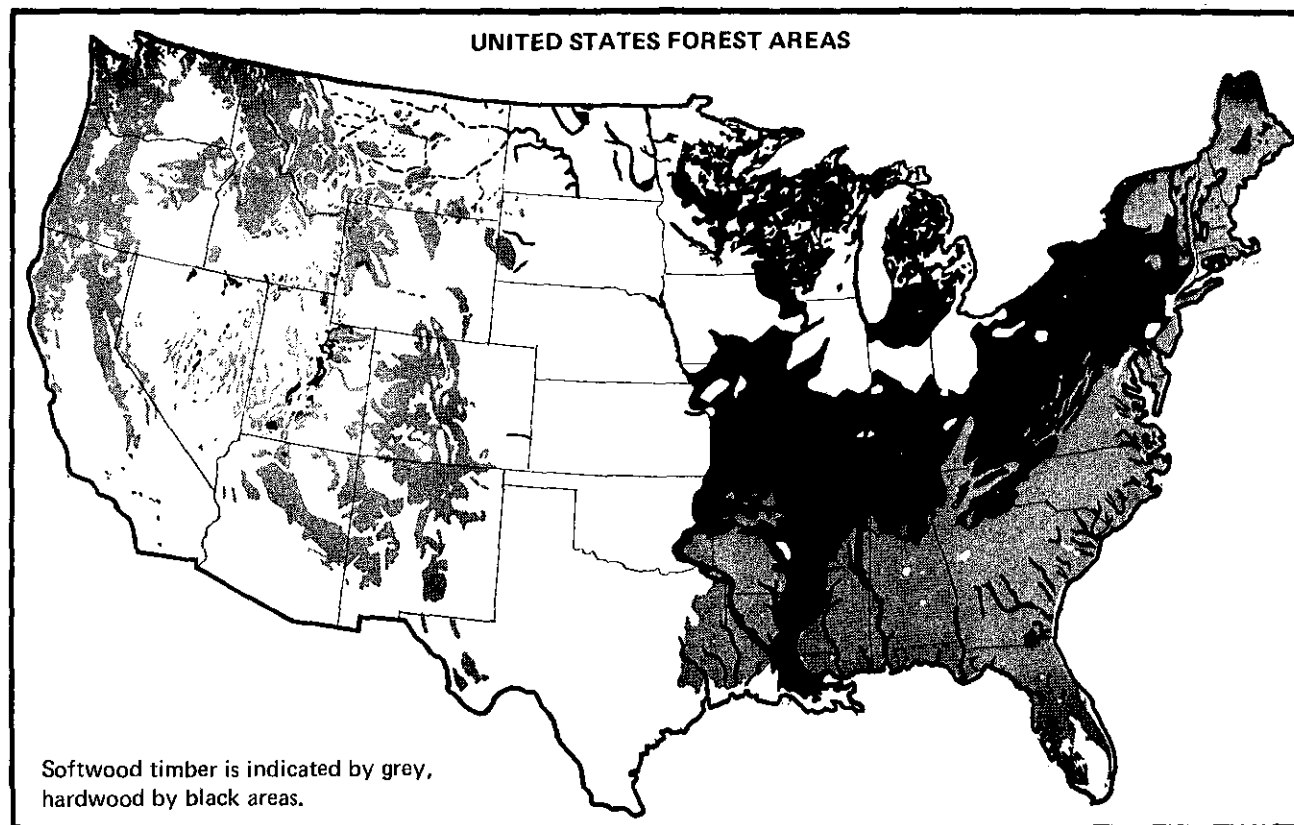 UNITED STATES FOREST AREAS
Softwood timber is indicated by grey,
hardwood by black areas.